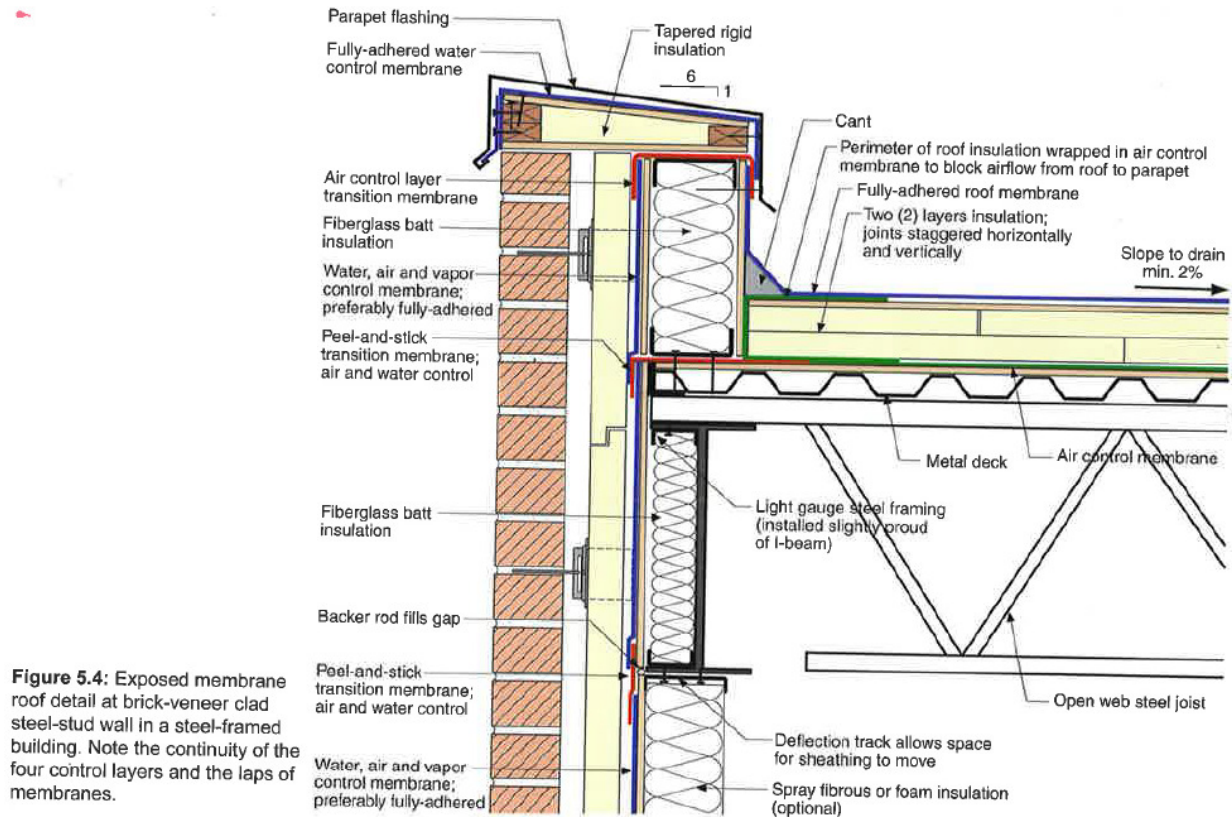 Parapet flashing
Fully-adhered water
control membrane
Tapered rigid
insulation
6
1
Cant
Perimeter of roof insulation wrapped in air control
membrane to block airflow from roof to parapet
Fully-adhered roof membrane
Two (2) layers insulation;
joints staggered horizontally
and vertically
Slope to drain
min. 2%
Air control layer
transition membrane
Fiberglass batt
insulation
Water, air and vapor
control membrane;
preferably fully-adhered
Peel-and-stick
transition membrane;
air and water control
Metal deck
Air control membrane
Light gauge steel framing
(installed slightly proud
of I-beam)
Fiberglass batt
insulation
Backer rod fills gap
Peel-and-stick
transition membrane;
air and water control
Open web steel joist
Deflection track allows space
for sheathing to move
Water, air and vapor
control membrane;
preferably fully-adhered
Spray fibrous or foam insulation
(optional)
Figure 5.4: Exposed membrane
roof detail at brick-veneer clad
steel-stud wall in a steel-framed
building. Note the continuity of the
four control layers and the laps of
membranes.